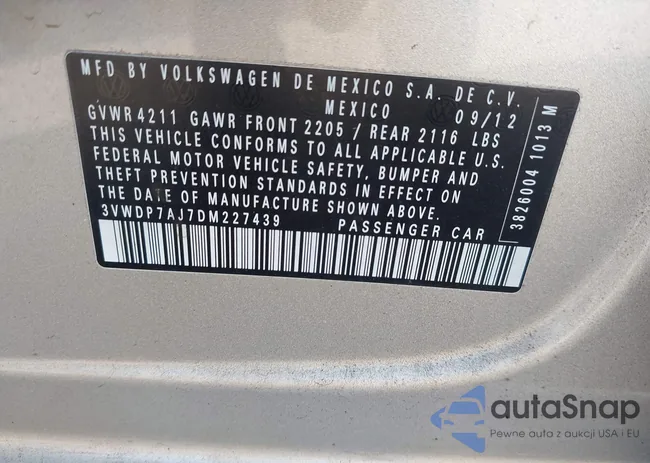 MFD BY VOLKSWAGEN DE MEXICO S.A. DE C.V.
MEXICO 09/12
GVWR 4211 GAWR FRONT 2205 / REAR 2116 LBS
THIS VEHICLE CONFORMS TO ALL APPLICABLE U.S.
FEDERAL MOTOR VEHICLE SAFETY, BUMPER AND
THEFT PREVENTION STANDARDS IN EFFECT ON
THE DATE OF MANUFACTURE SHOWN ABOVE.
3VWDP7AJ7DM227439 PASSENGER CAR
3826004 1013 M
autaSnap
Pewne auta z aukcji USA i EU